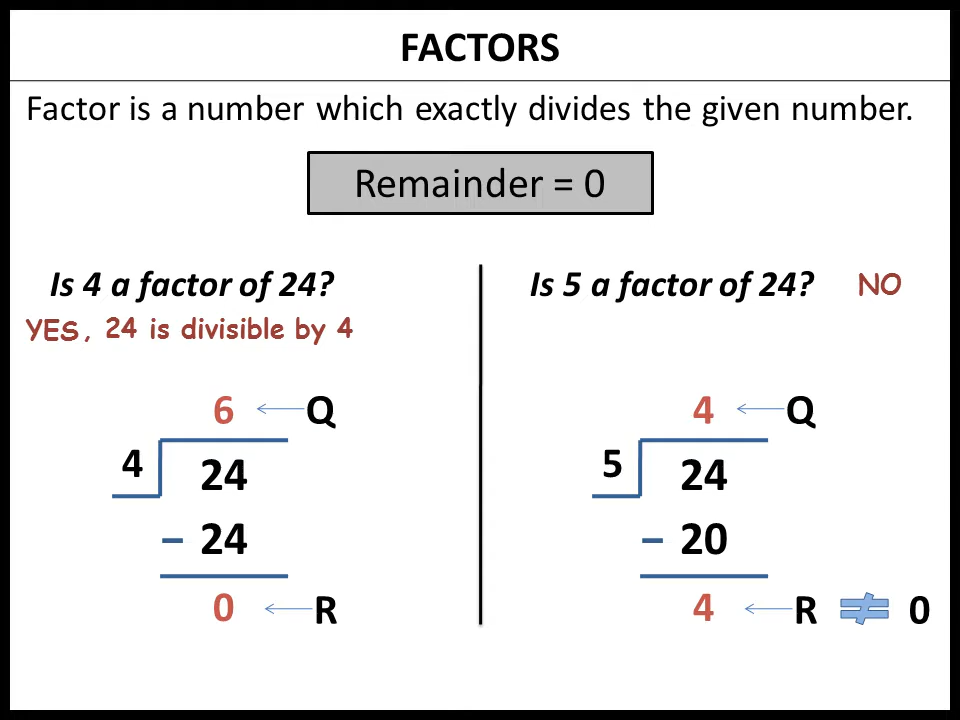 FACTORS
Factor is a number which exactly divides the given number.
Remainder = 0
Is 4 a factor of 24?
YES, 24 is divisible by 4
6 ← Q
4 24
− 24
0 ← R
Is 5 a factor of 24? NO
4 ← Q
5 24
− 20
4 ← R ≠ 0